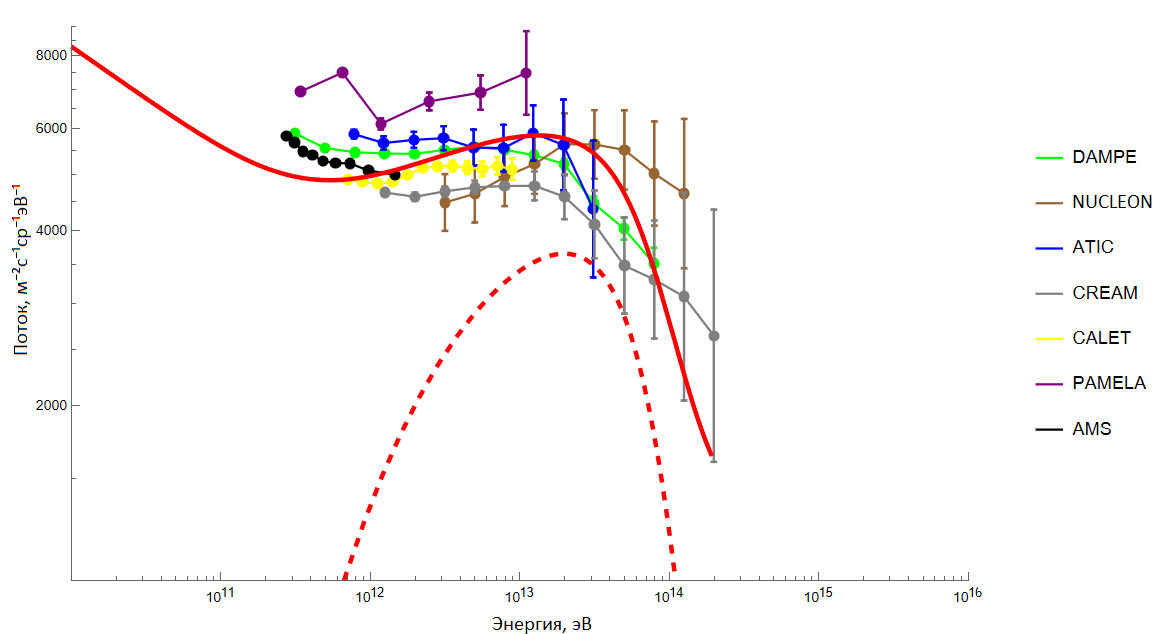 8000
6000
4000
2000
Поток, м⁻²с⁻¹ср⁻¹эВ⁻¹
10¹¹
10¹²
10¹³
10¹⁴
10¹⁵
10¹⁶
Энергия, эВ
DAMPE
NUCLEON
ATIC
CREAM
CALET
PAMELA
AMS